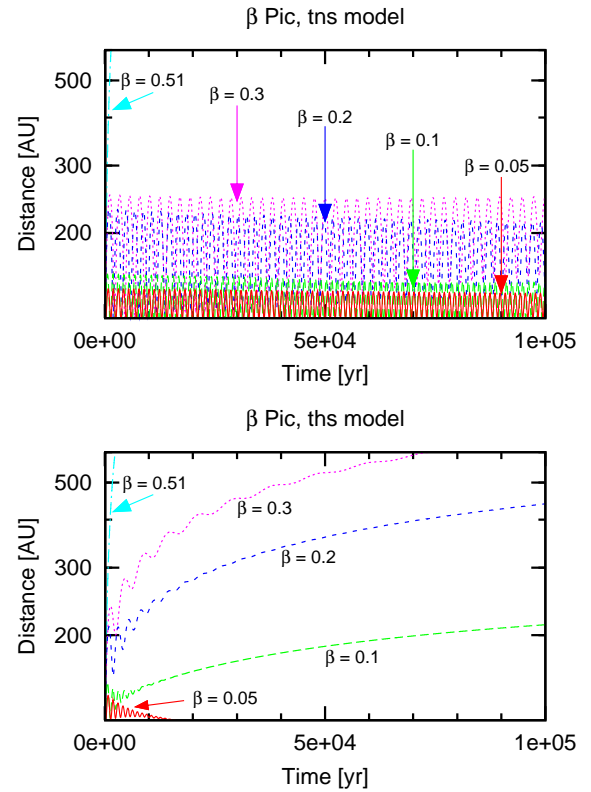 β Pic, tns model
500
β = 0.51
β = 0.3
β = 0.2
β = 0.1
β = 0.05
300
200
Distance [AU]
0e+00
5e+04
1e+05
Time [yr]
β Pic, ths model
500
β = 0.51
β = 0.3
β = 0.2
300
200
β = 0.1
β = 0.05
Distance [AU]
0e+00
5e+04
1e+05
Time [yr]